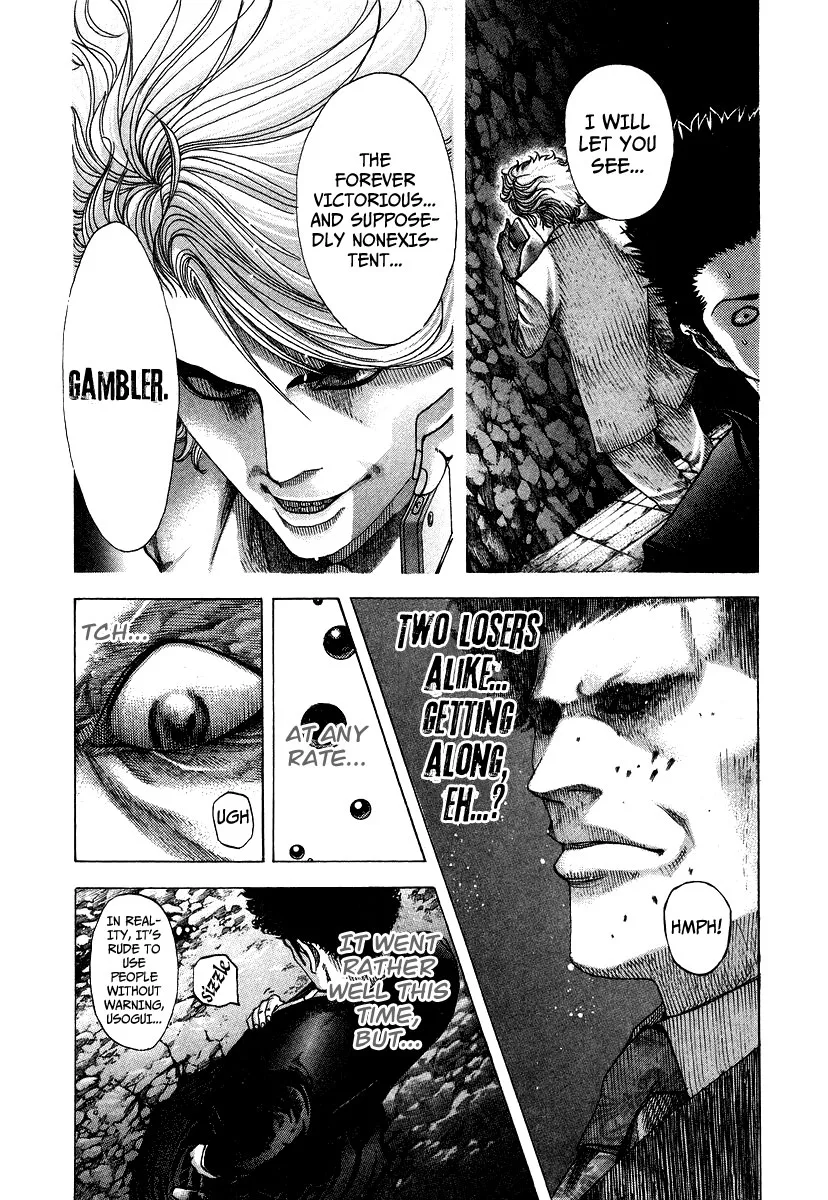 I WILL
LET YOU
SEE...
THE
FOREVER
VICTORIOUS...
AND SUPPOSE-
DLY NONEXIS-
TENT...
GAMBLER.
TWO LOSERS
ALIKE...
GETTING
ALONG,
EH...?
HMPH!
AT ANY
RATE...
TCH...
UGH
IT WENT
RATHER
WELL THIS
TIME,
BUT...
SIZZLE
IN REAL-
ITY, IT'S
RUDE TO
USE
PEOPLE
WITHOUT
WARNING,
USOGUI...